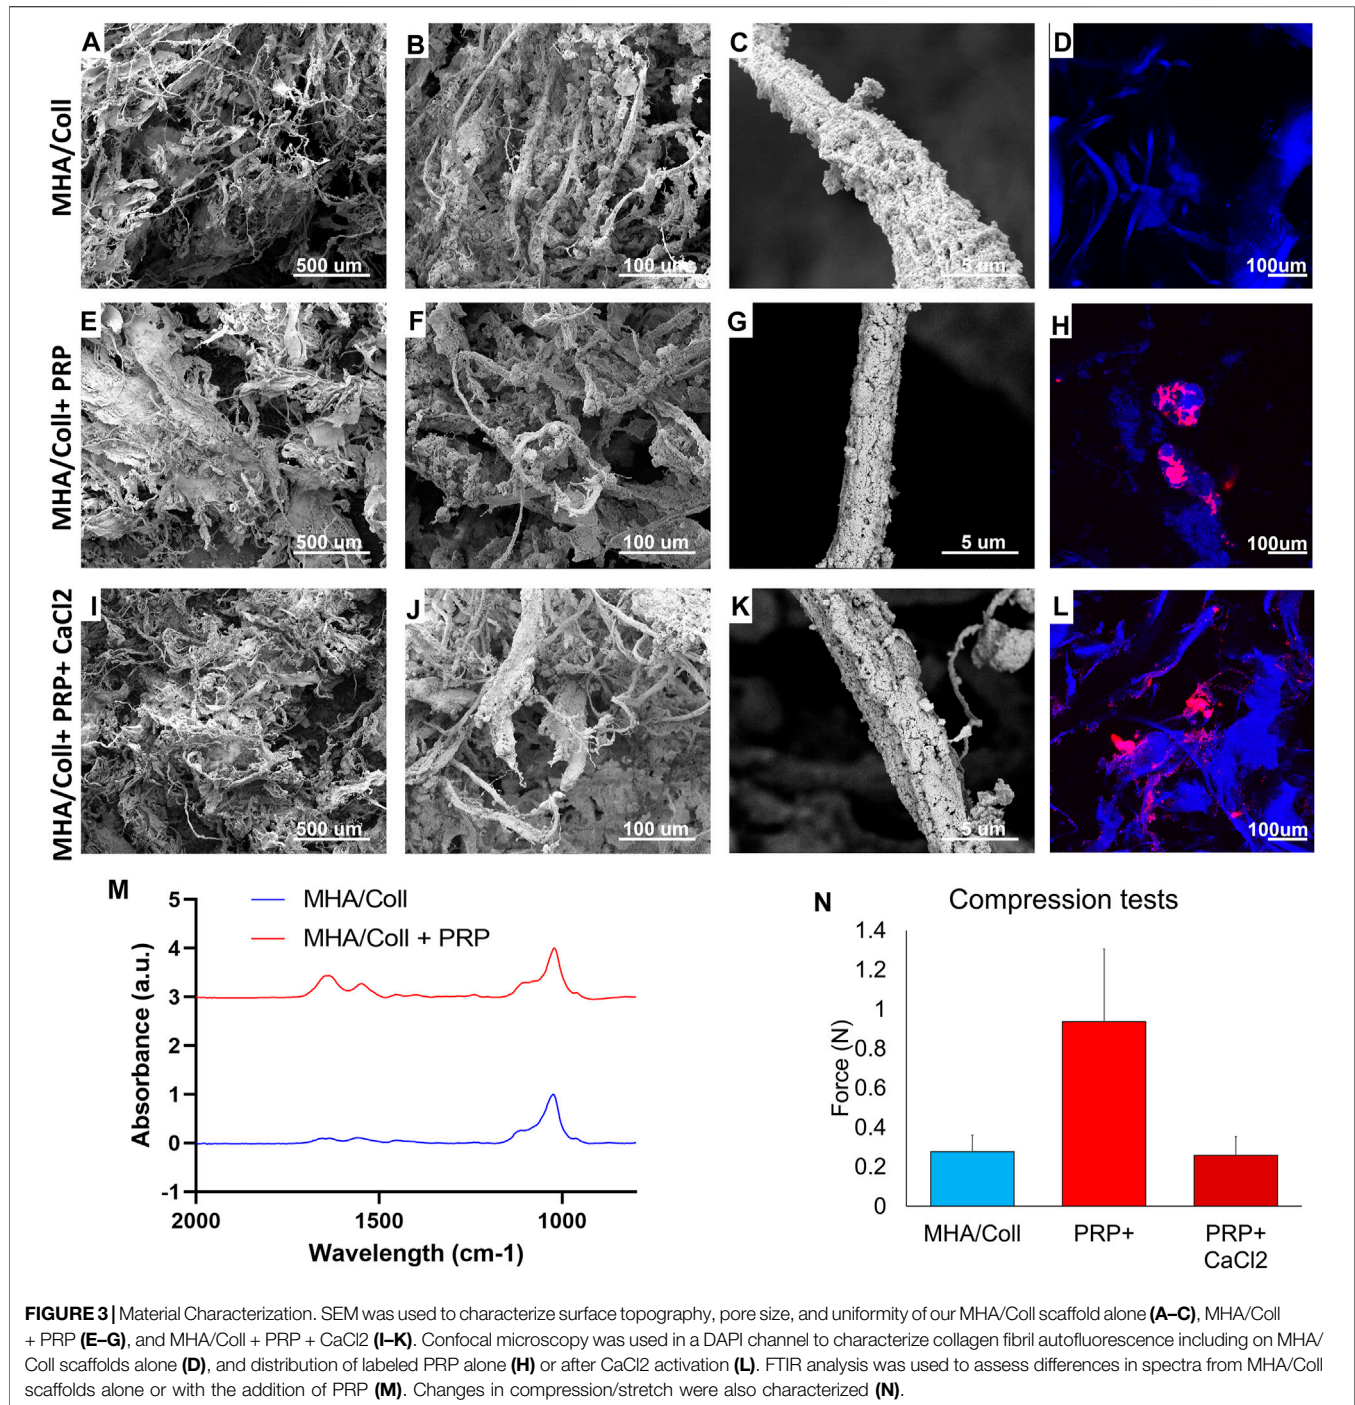 MHA/Coll
A
500 um
B
100 um
C
5 um
D
100um
MHA/Coll+ PRP
E
500 um
F
100 um
G
5 um
H
100um
MHA/Coll+ PRP+ CaCl2
I
500 um
J
100 um
K
5 um
L
100um
M
MHA/Coll
MHA/Coll + PRP
Absorbance (a.u.)
5
4
3
2
1
0
-1
2000
1500
1000
Wavelength (cm-1)
N
Compression tests
Force (N)
1.4
1.2
1
0.8
0.6
0.4
0.2
0
MHA/Coll
PRP+
PRP+
CaCl2
FIGURE 3 | Material Characterization. SEM was used to characterize surface topography, pore size, and uniformity of our MHA/Coll scaffold alone (A–C), MHA/Coll
+ PRP (E–G), and MHA/Coll + PRP + CaCl2 (I–K). Confocal microscopy was used in a DAPI channel to characterize collagen fibril autofluorescence including on MHA/
Coll scaffolds alone (D), and distribution of labeled PRP alone (H) or after CaCl2 activation (L). FTIR analysis was used to assess differences in spectra from MHA/Coll
scaffolds alone or with the addition of PRP (M). Changes in compression/stretch were also characterized (N).